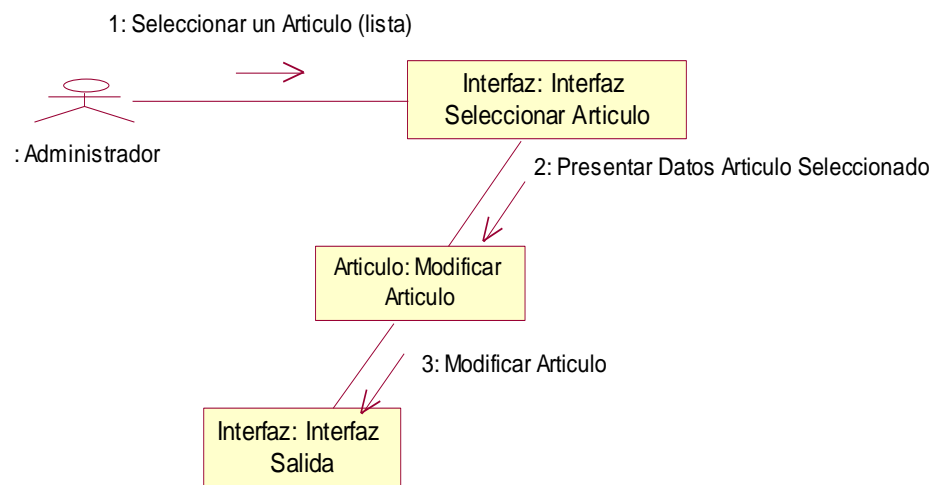 1: Seleccionar un Articulo (lista)
Interfaz: Interfaz
Seleccionar Articulo
: Administrador
2: Presentar Datos Articulo Seleccionado
Articulo: Modificar
Articulo
3: Modificar Articulo
Interfaz: Interfaz
Salida